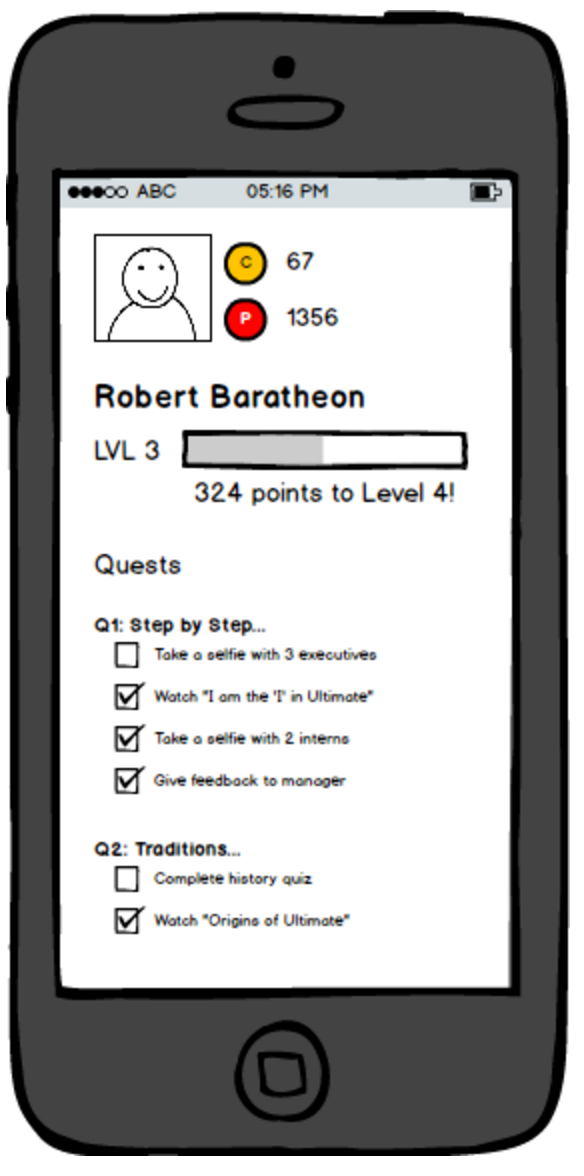 ABC 05:16 PM
C 67
P 1356
Robert Baratheon
LVL 3
324 points to Level 4!
Quests
Q1: Step by Step...
Take a selfie with 3 executives
Watch "I am the 'I' in Ultimate"
Take a selfie with 2 interns
Give feedback to manager
Q2: Traditions...
Complete history quiz
Watch "Origins of Ultimate"